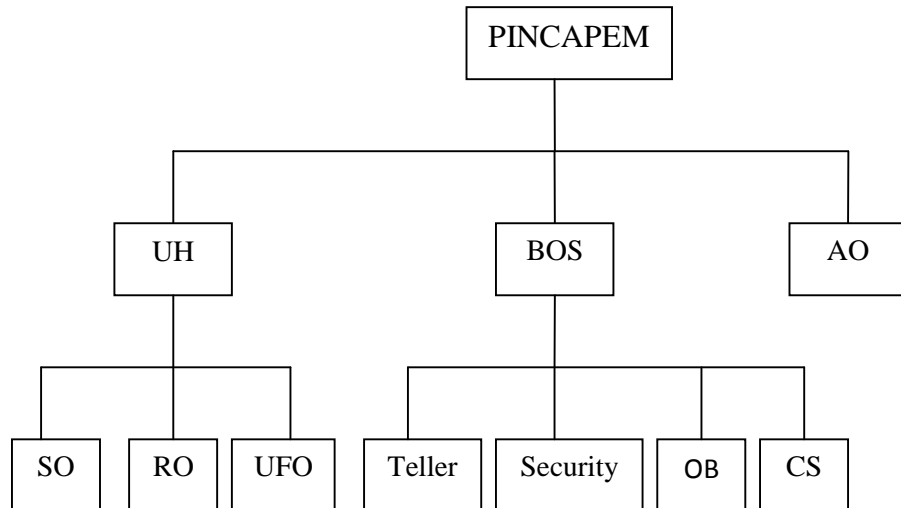 PINCAPEM
UH
BOS
AO
SO
RO
UFO
Teller
Security
OB
CS